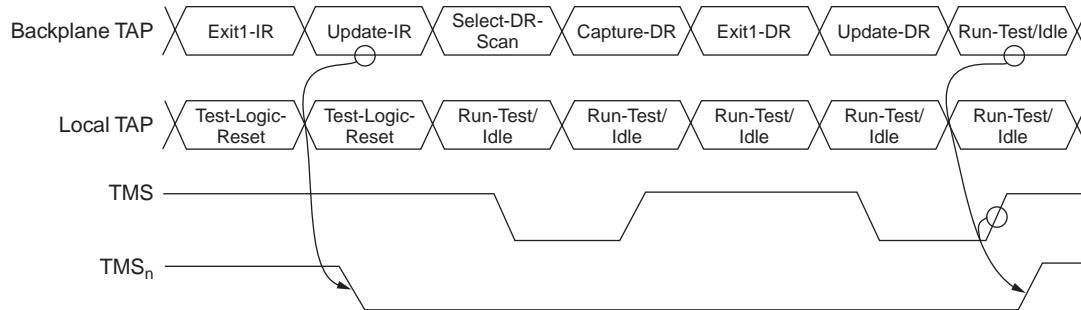 Backplane TAP
Exit1-IR
Update-IR
Select-DR-
Scan
Capture-DR
Exit1-DR
Update-DR
Run-Test/Idle
Local TAP
Test-Logic-
Reset
Test-Logic-
Reset
Run-Test/
Idle
Run-Test/
Idle
Run-Test/
Idle
Run-Test/
Idle
Run-Test/
Idle
TMS
TMSn